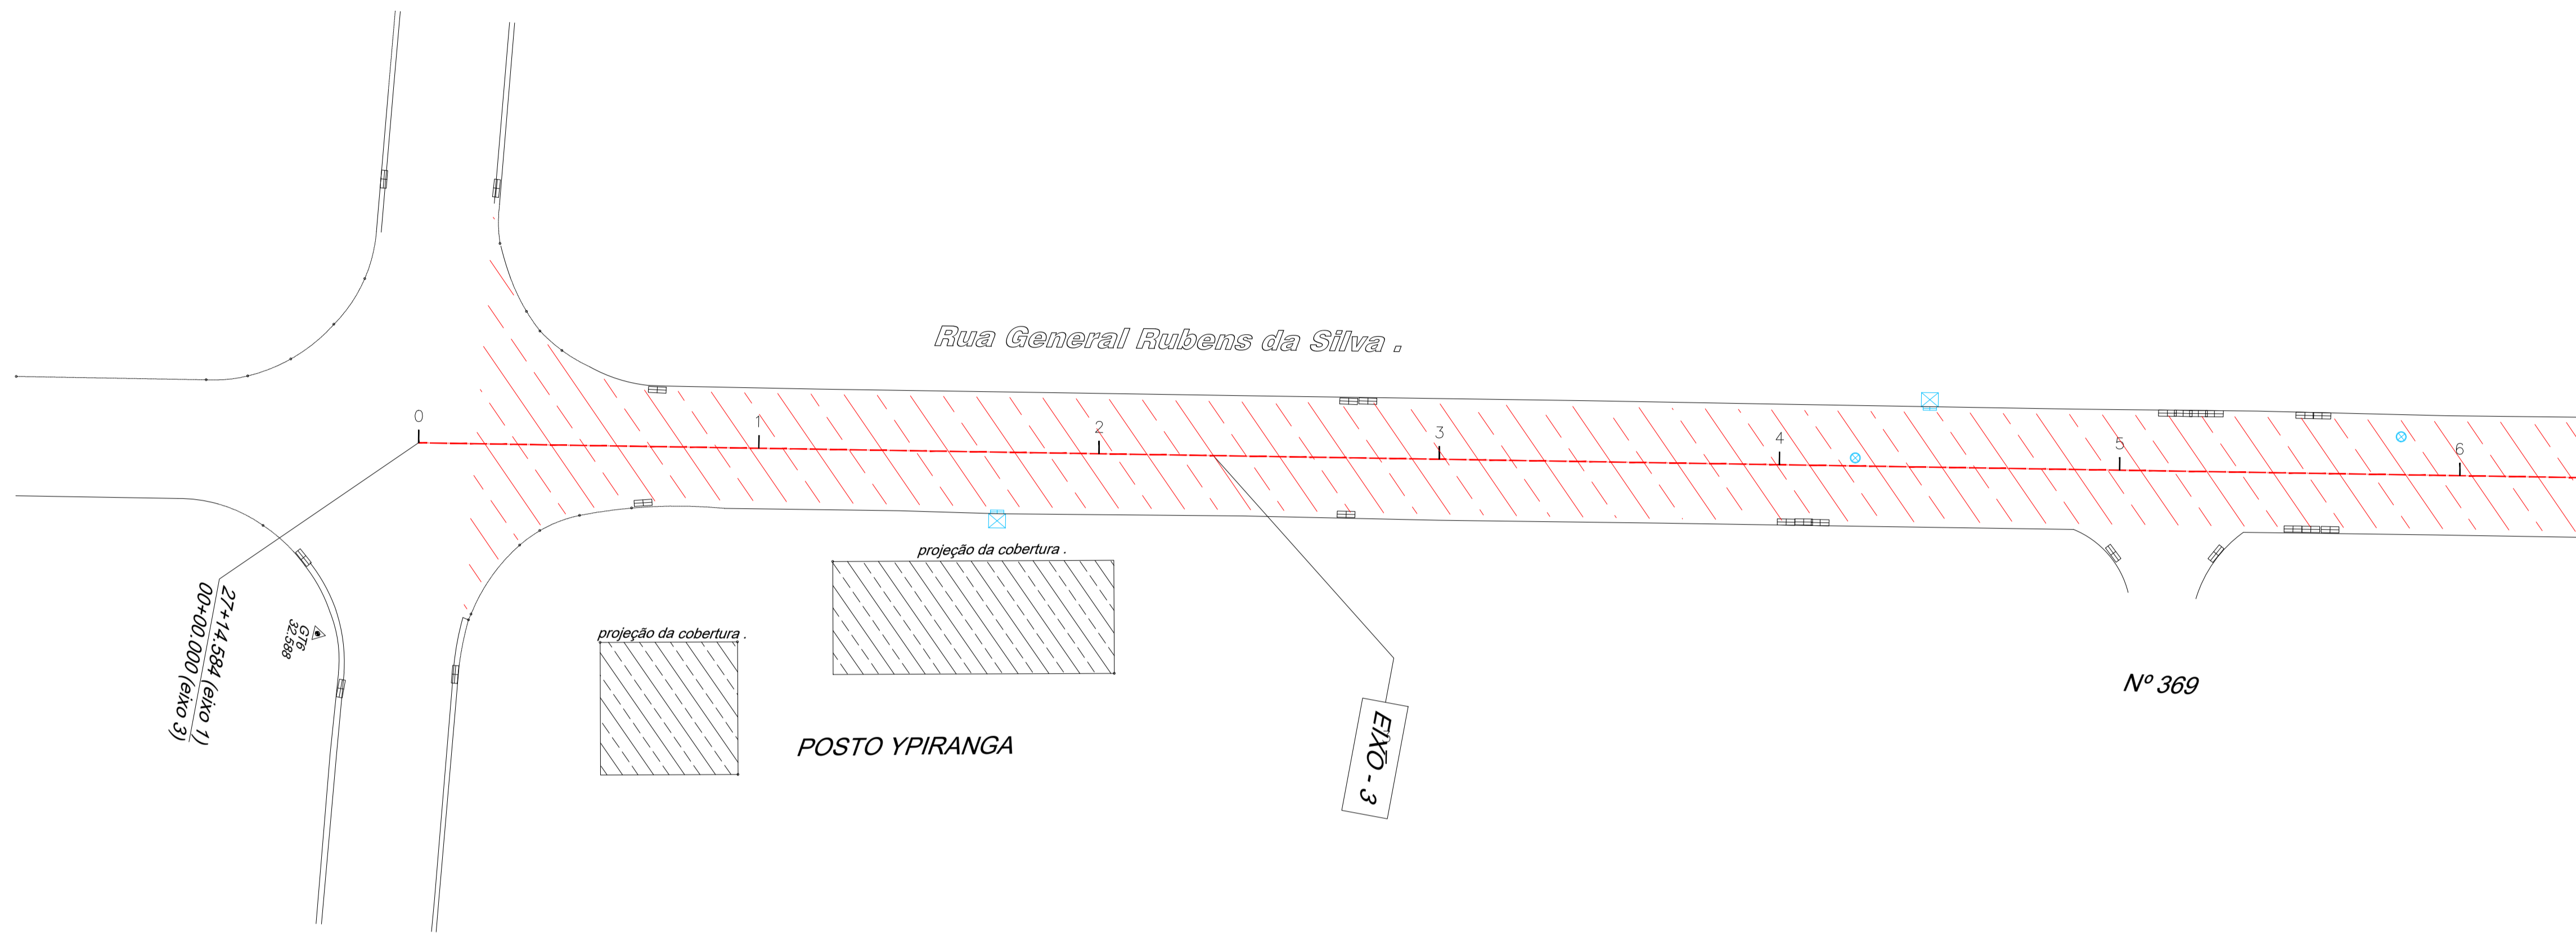 Rua General Rubens da Silva .
0
1
2
3
4
5
6
projeção da cobertura .
projeção da cobertura .
27+14.584 (eixo 1)
00+00.000 (eixo 3)
GT6
32.588
POSTO YPIRANGA
EIXO - 3
Nº 369